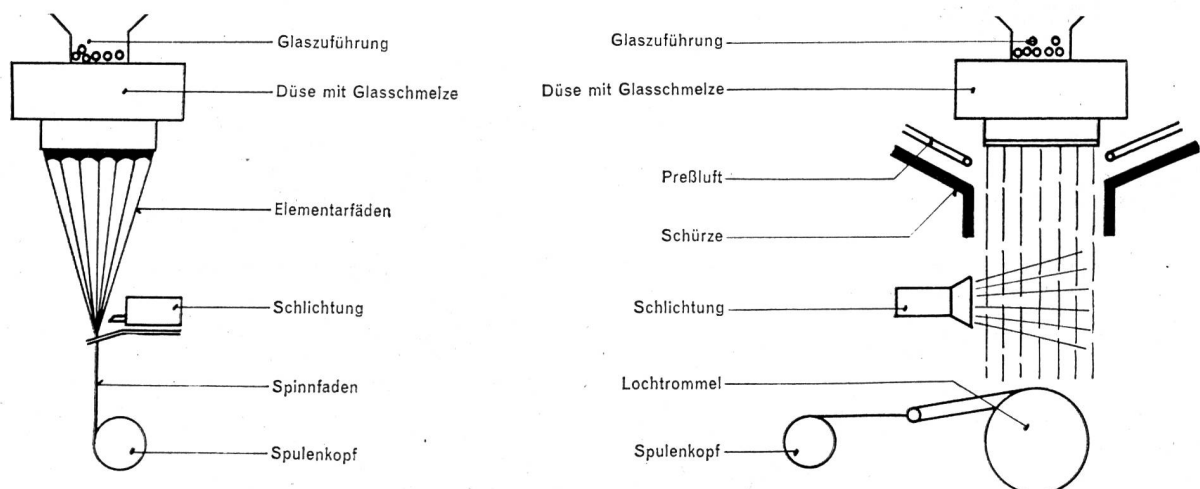 Glaszuführung
Düse mit Glasschmelze
Elementarfäden
Schlichtung
Spinnfaden
Spulenkopf
Glaszuführung
Düse mit Glasschmelze
Preßluft
Schürze
Schlichtung
Lochtrommel
Spulenkopf